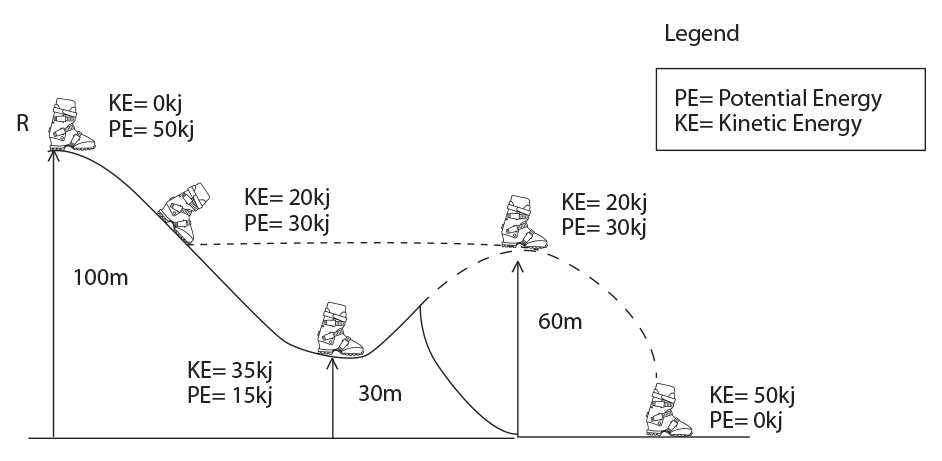 Legend
PE= Potential Energy
KE= Kinetic Energy
R
KE= 0kj
PE= 50kj
KE= 20kj
PE= 30kj
KE= 20kj
PE= 30kj
100m
60m
KE= 35kj
PE= 15kj
30m
KE= 50kj
PE= 0kj